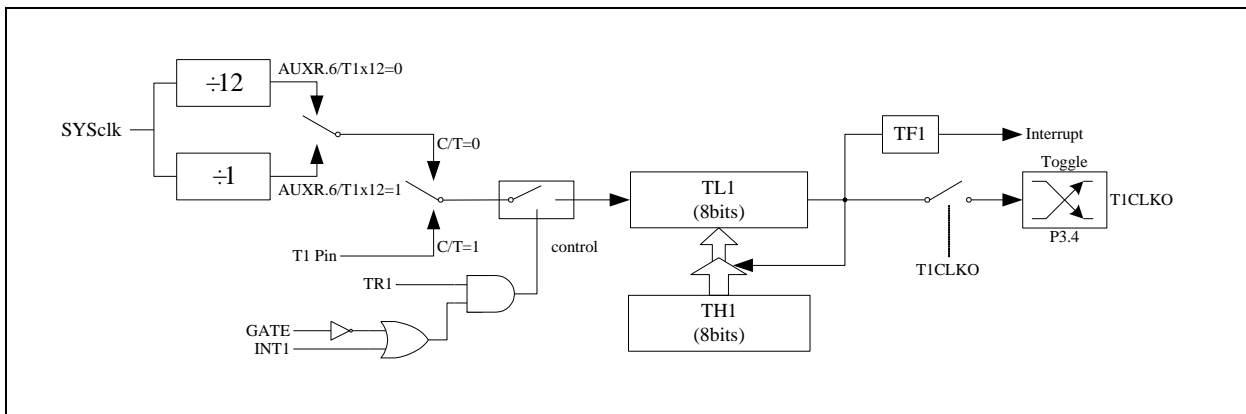 ÷12
AUXR.6/T1x12=0
SYSclk
÷1
AUXR.6/T1x12=1
C/T=0
C/T=1
T1 Pin
control
TR1
GATE
INT1
TL1
(8bits)
TH1
(8bits)
TF1
Interrupt
Toggle
T1CLKO
P3.4
T1CLKO